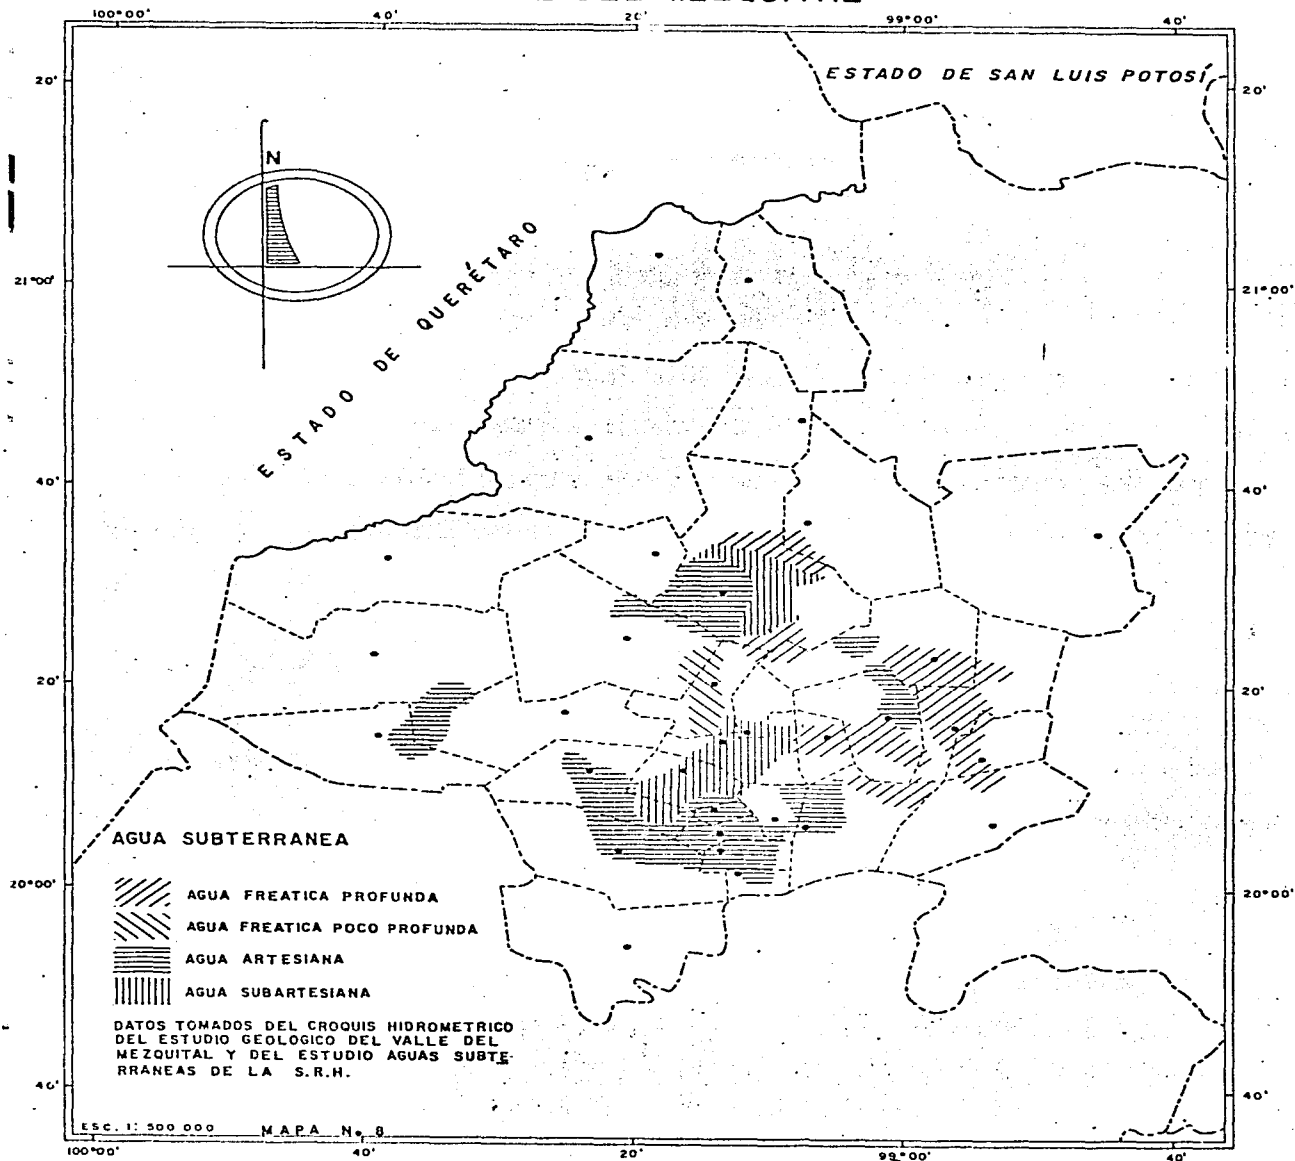 100°00' 40' 20' 99°00' 40'
ESTADO DE SAN LUIS POTOSÍ
20' 20'
N
ESTADO DE QUERÉTARO
21°00' 21°00'
40' 40'
20' 20'
AGUA SUBTERRANEA
20°00' 20°00'
AGUA FREATICA PROFUNDA
AGUA FREATICA POCO PROFUNDA
AGUA ARTESIANA
AGUA SUBARTESIANA
DATOS TOMADOS DEL CROQUIS HIDROMETRICO
DEL ESTUDIO GEOLOGICO DEL VALLE DEL
MEZQUITAL Y DEL ESTUDIO AGUAS SUBTE-
RRANEAS DE LA S.R.H.
40' 40'
ESC. 1: 500 000 MAPA No. 8
100°00' 40' 20' 99°00' 40'